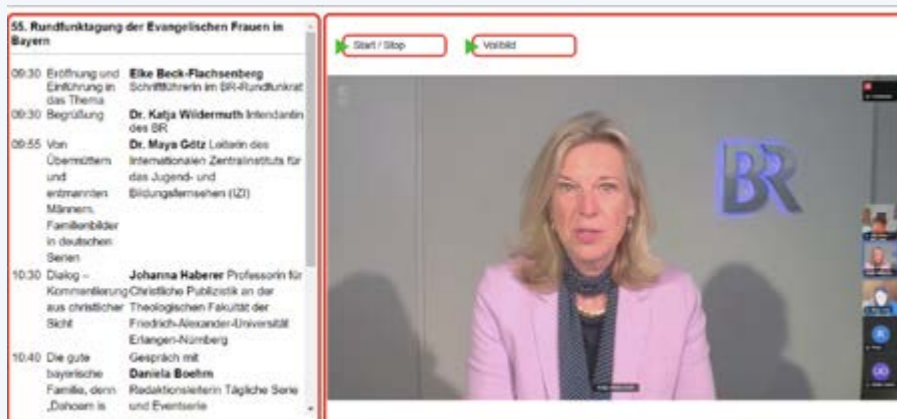 55. Rundfunktagung der Evangelischen Frauen in
Bayern
09:30 Eröffnung und Elke Beck-Flachsenberg
Einführung in Schriftführerin im BR-Rundfunkrat
das Thema
09:30 Begrüßung Dr. Katja Wildermuth Intendantin
des BR
09:55 Von Dr. Maya Götz Leiterin des
Übermüttern Internationalen Zentralinstituts für
und das Jugend- und
entmannten Bildungsfernsehen (IZI)
Männern.
Familienbilder
in deutschen
Serien
10:30 Dialog – Johanna Haberer Professorin für
Kommentierung Christliche Publizistik an der
aus christlicher Theologischen Fakultät der
Sicht Friedrich-Alexander-Universität
Erlangen-Nürnberg
10:40 Die gute Gespräch mit
bayerische Daniela Boehm
Familie, denn Redaktionsleiterin Tägliche Serie
„Dahoam is und Eventserie
Start / Stop
Vollbild
BR